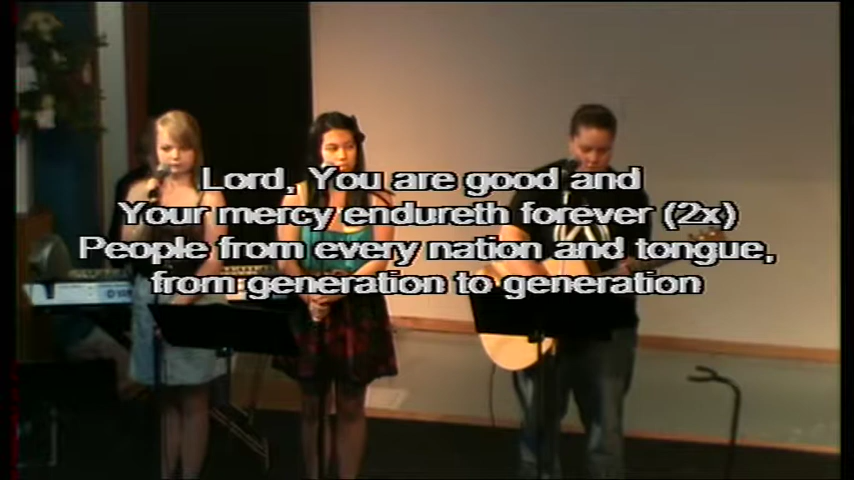 Lord, You are good and
Your mercy endureth forever (2x)
People from every nation and tongue,
from generation to generation